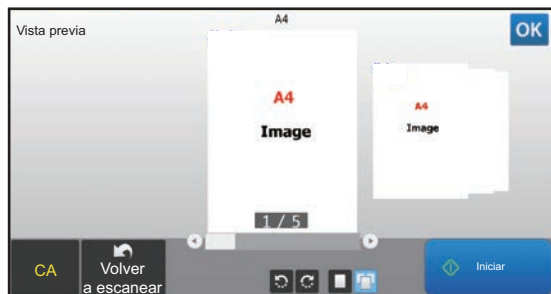 A4
Vista previa
OK
A4
Image
A4
Image
1 / 5
CA
Volver
a escanear
Iniciar